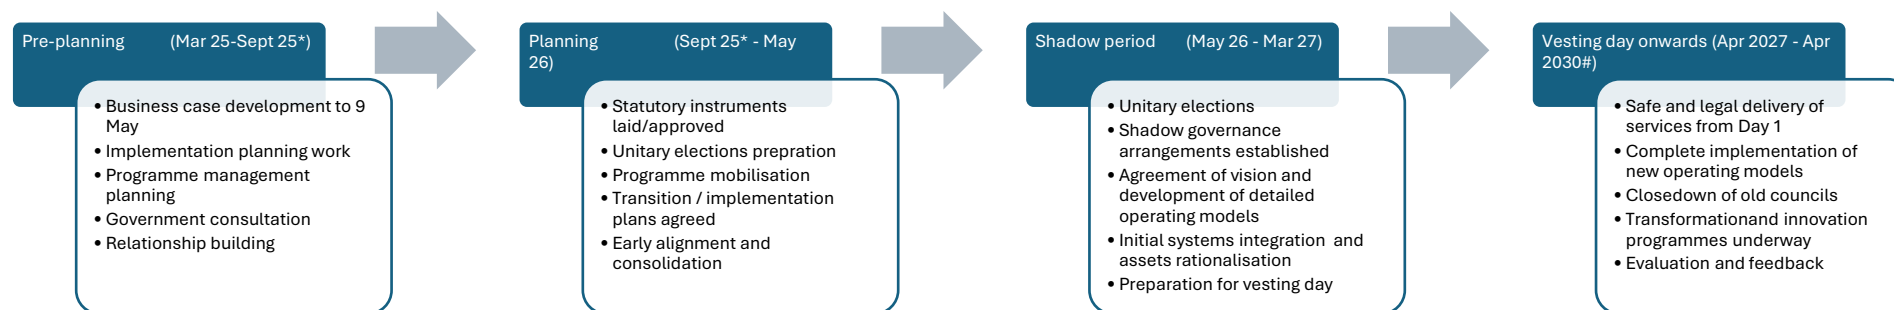 Pre-planning (Mar 25-Sept 25*)
• Business case development to 9
May
• Implementation planning work
• Programme management
planning
• Government consultation
• Relationship building
Planning (Sept 25* - May
26)
• Statutory instruments
laid/approved
• Unitary elections prepration
• Programme mobilisation
• Transition / implementation
plans agreed
• Early alignment and
consolidation
Shadow period (May 26 - Mar 27)
• Unitary elections
• Shadow governance
arrangements established
• Agreement of vision and
development of detailed
operating models
• Initial systems integration and
assets rationalisation
• Preparation for vesting day
Vesting day onwards (Apr 2027 - Apr
2030#)
• Safe and legal delivery of
services from Day 1
• Complete implementation of
new operating models
• Closedown of old councils
• Transformationand innovation
programmes underway
• Evaluation and feedback